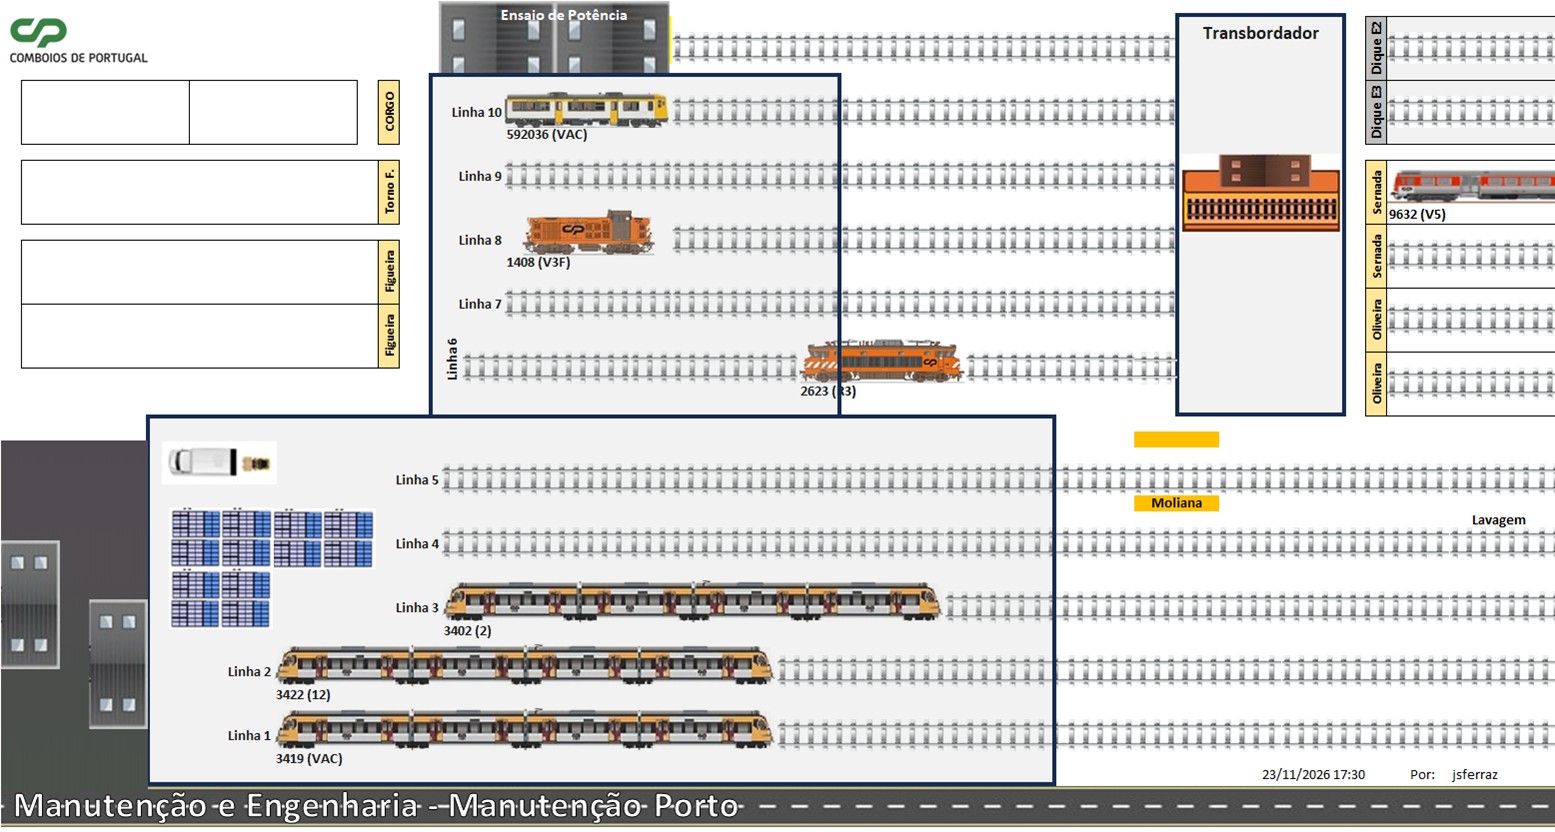 Ensaio de Potência
CP
COMBOIOS DE PORTUGAL
Transbordador
Dique E2
Dique E3
CORGO
Linha 10
592036 (VAC)
Torno F.
Linha 9
Sernada
9632 (V5)
Linha 8
1408 (V3F)
Sernada
Figueira
Linha 7
Oliveira
Figueira
Linha 6
2623 (R3)
Oliveira
Linha 5
Moliana
Lavagem
Linha 4
Linha 3
3402 (2)
Linha 2
3422 (12)
Linha 1
3419 (VAC)
23/11/2026 17:30 Por: jsferraz
Manutenção e Engenharia - Manutenção Porto